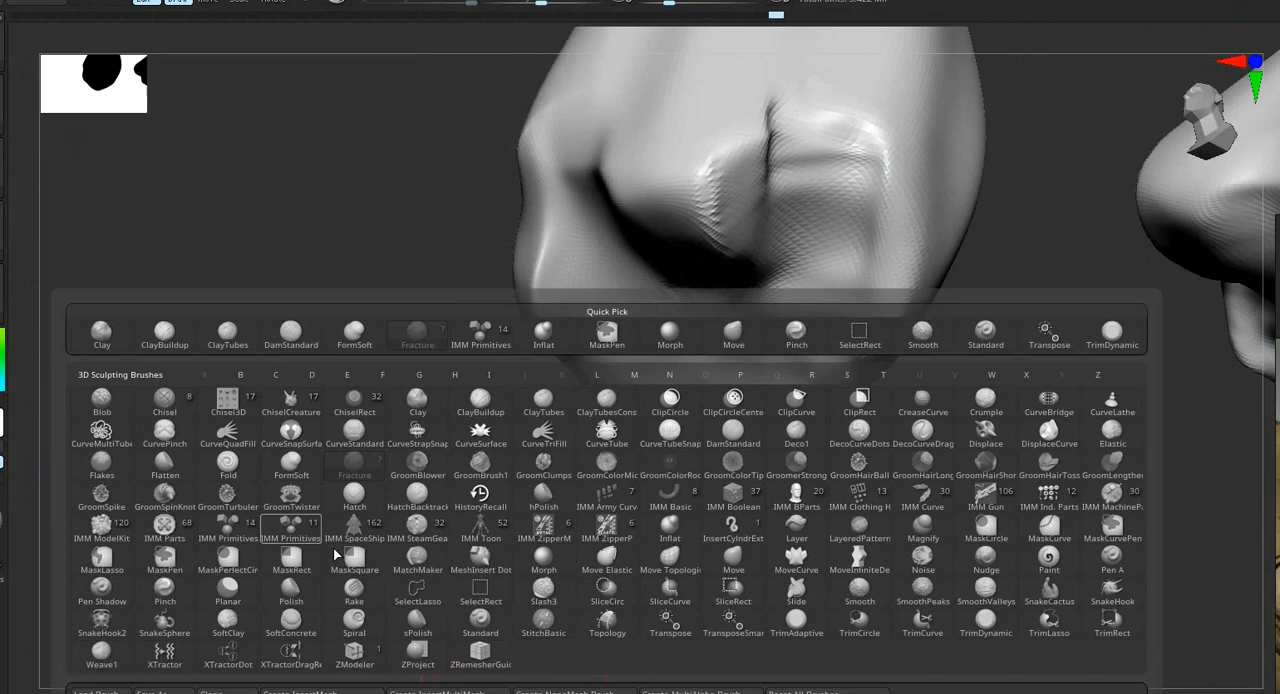 Quick Pick
Clay ClayBuildup ClayTubes DamStandard FormSoft Fracture 7 IMM Primitives 14 Inflat MaskPen Morph Move Pinch SelectRect Smooth Standard Transpose TrimDynamic
3D Sculpting Brushes B C D E F G H I L M N O P R S T W X Z
Blob Chisel 8 Chisel3D 17 ChiselCreature 17 ChiselRect 32 Clay ClayBuildup ClayTubes ClayTubesCons ClipCircle ClipCircleCente ClipCurve ClipRect CreaseCurve Crumple CurveBridge CurveLathe
CurveMultiTube CurvePinch CurveQuadFill CurveSnapSurfa CurveStandard CurveStrapSnap CurveSurface CurveTriFill CurveTube CurveTubeSnap DamStandard Deco1 DecoCurveDots DecoCurveDrag Displace DisplaceCurve Elastic
Flakes Flatten Fold FormSoft Fracture 7 GroomBlower GroomBrush1 GroomClumps GroomColorMic GroomColorRoo GroomColorTip GroomerStrong GroomHairBall GroomHairLong GroomHairShor GroomHairToss GroomLengthen
GroomSpike GroomSpinKnot GroomTurbulen GroomTwister Hatch HatchBacktrack HistoryRecall hPolish IMM Army Curv 7 IMM Basic 8 IMM Boolean 37 IMM BParts 20 IMM Clothing H 13 IMM Curve 30 IMM Gun 106 IMM Ind. Parts 12 IMM MachinePa 30
IMM ModelKit 120 IMM Parts 68 IMM Primitives 14 IMM Primitives 11 IMM SpaceShip 162 IMM SteamGea 32 IMM Toon 52 IMM ZipperM 6 IMM ZipperP 6 Inflat InsertCylndrExt 1 Layer LayeredPattern Magnify MaskCircle MaskCurve MaskCurvePen
MaskLasso MaskPen MaskPerfectCir MaskRect MaskSquare MatchMaker MeshInsert Dot Morph Move Elastic Move Topologic Move MoveCurve MoveInfiniteDe Noise Nudge Paint Pen A
Pen Shadow Pinch Planar Polish Rake SelectLasso SelectRect Slash3 SliceCirc SliceCurve SliceRect Slide Smooth SmoothPeaks SmoothValleys SnakeCactus SnakeHook
SnakeHook2 SnakeSphere SoftClay SoftConcrete Spiral sPolish Standard StitchBasic Topology Transpose TransposeSmar TrimAdaptive TrimCircle TrimCurve TrimDynamic TrimLasso TrimRect
Weave1 XTractor XTractorDot XTractorDragRe ZModeler 1 ZProject ZRemesherGuid